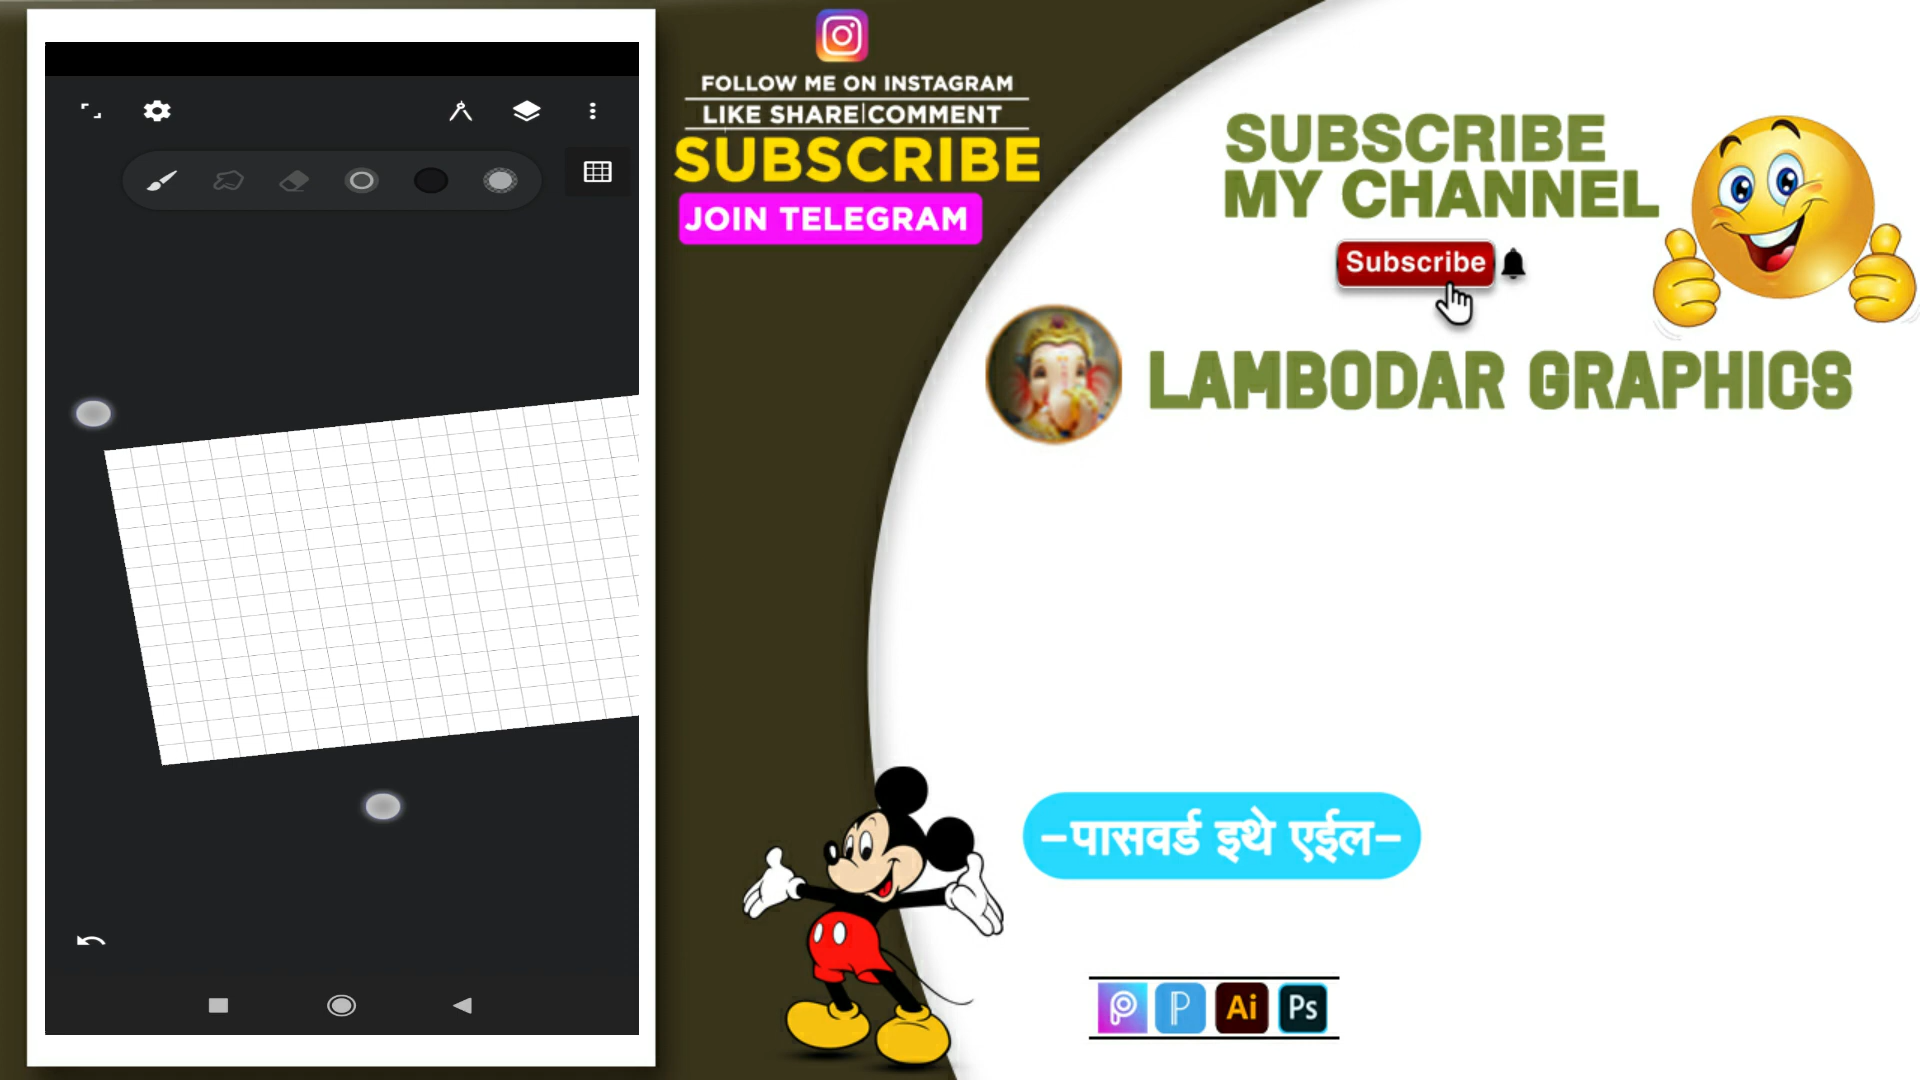 FOLLOW ME ON INSTAGRAM
LIKE SHARE|COMMENT
SUBSCRIBE
JOIN TELEGRAM
SUBSCRIBE
MY CHANNEL
Subscribe
LAMBODAR GRAPHICS
-पासवर्ड इथे एईल-
Ai
Ps